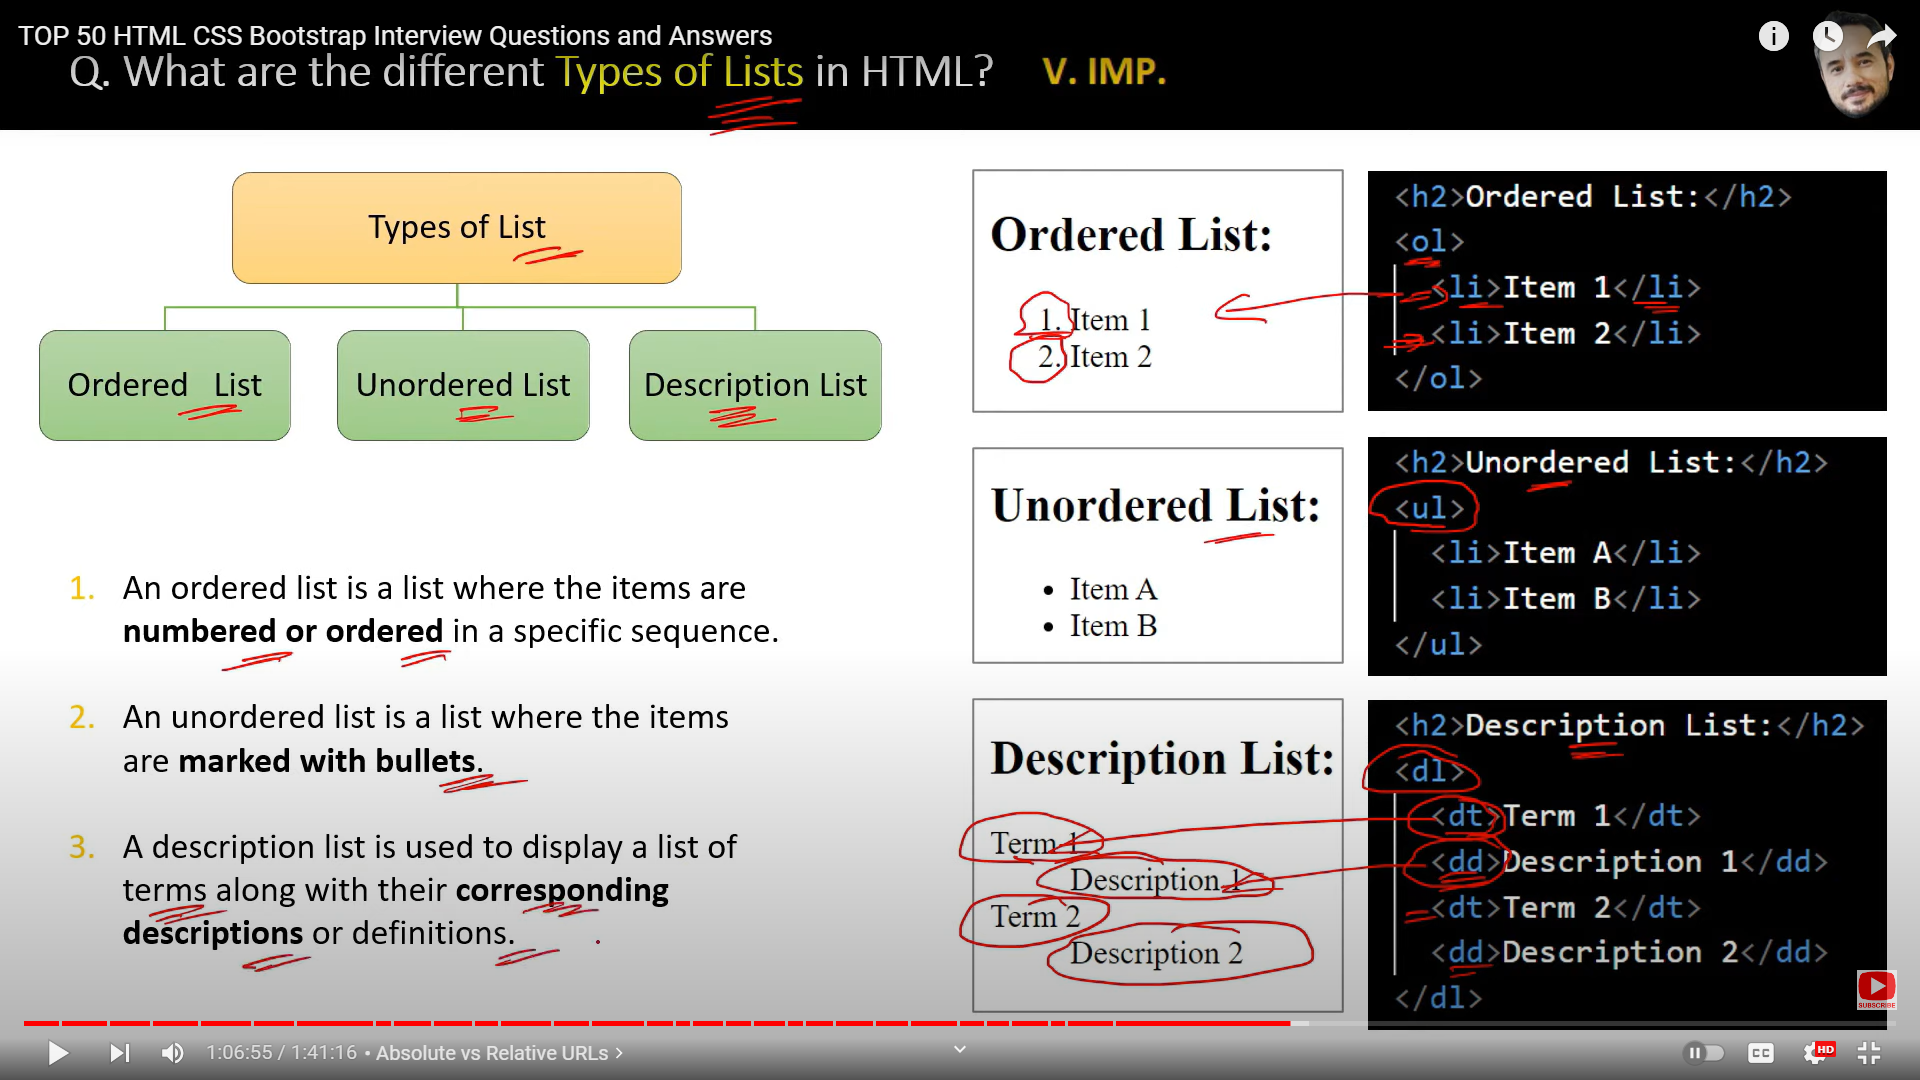 TOP 50 HTML CSS Bootstrap Interview Questions and Answers
Q. What are the different Types of Lists in HTML? V. IMP.
Types of List
Ordered List
Unordered List
Description List
1. An ordered list is a list where the items are
numbered or ordered in a specific sequence.
2. An unordered list is a list where the items
are marked with bullets.
3. A description list is used to display a list of
terms along with their corresponding
descriptions or definitions.
Ordered List:
1. Item 1
2. Item 2
<h2>Ordered List:</h2>
<ol>
<li>Item 1</li>
<li>Item 2</li>
</ol>
Unordered List:
• Item A
• Item B
<h2>Unordered List:</h2>
<ul>
<li>Item A</li>
<li>Item B</li>
</ul>
Description List:
Term 1
Description 1
Term 2
Description 2
<h2>Description List:</h2>
<dl>
<dt>Term 1</dt>
<dd>Description 1</dd>
<dt>Term 2</dt>
<dd>Description 2</dd>
</dl>
SUBSCRIBE
1:06:55 / 1:41:16 • Absolute vs Relative URLs >
CC
HD